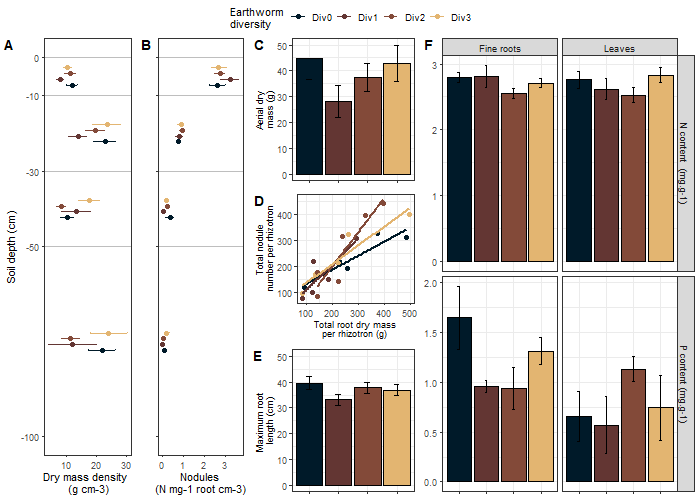 Earthworm
diversity
Div0 Div1 Div2 Div3
A
Soil depth (cm)
0
-10
-30
-50
-100
10 20 30
Dry mass density
(g cm-3)
B
0 1 2 3
Nodules
(N mg-1 root cm-3)
C
Aerial dry
mass (g)
50
40
30
20
10
0
D
Total nodule
number per rhizotron
400
300
200
100
100 200 300 400 500
Total root dry mass
per rhizotron (g)
E
Maximum root
length (cm)
50
40
30
20
10
0
F
Fine roots Leaves
3
2
1
0
N content (mg.g-1)
2.0
1.5
1.0
0.5
0.0
P content (mg.g-1)